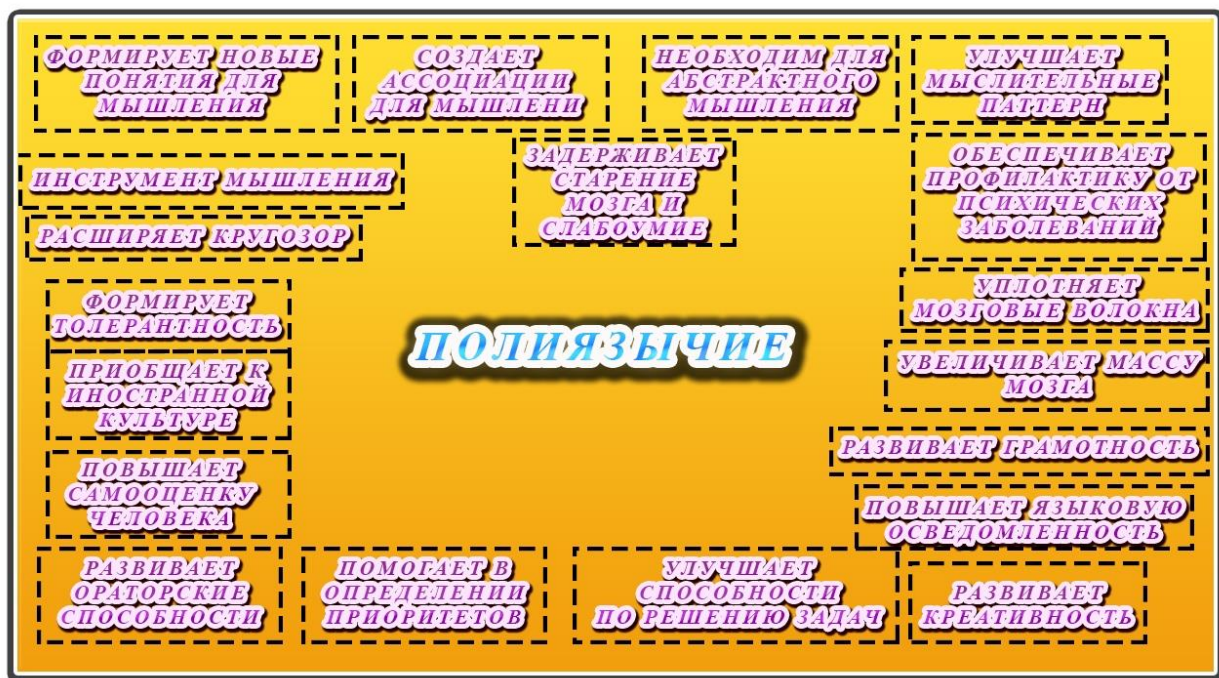 ФОРМИРУЕТ НОВЫЕ
ПОНЯТИЯ ДЛЯ
МЫШЛЕНИЯ
СОЗДАЕТ
АССОЦИАЦИИ
ДЛЯ МЫШЛЕНИ
НЕОБХОДИМ ДЛЯ
АБСТРАКТНОГО
МЫШЛЕНИЯ
УЛУЧШАЕТ
МЫСЛИТЕЛЬНЫЕ
ПАТТЕРН
ИНСТРУМЕНТ МЫШЛЕНИЯ
ЗАДЕРЖИВАЕТ
СТАРЕНИЕ
МОЗГА И
СЛАБОУМИЕ
ОБЕСПЕЧИВАЕТ
ПРОФИЛАКТИКУ ОТ
ПСИХИЧЕСКИХ
ЗАБОЛЕВАНИЙ
РАСШИРЯЕТ КРУГОЗОР
ФОРМИРУЕТ
ТОЛЕРАНТНОСТЬ
УПЛОТНЯЕТ
МОЗГОВЫЕ ВОЛОКНА
ПОЛИЯЗЫЧИЕ
ПРИОБЩАЕТ К
ИНОСТРАННОЙ
КУЛЬТУРЕ
УВЕЛИЧИВАЕТ МАССУ
МОЗГА
РАЗВИВАЕТ ГРАМОТНОСТЬ
ПОВЫШАЕТ
САМООЦЕНКУ
ЧЕЛОВЕКА
ПОВЫШАЕТ ЯЗЫКОВУЮ
ОСВЕДОМЛЕННОСТЬ
РАЗВИВАЕТ
ОРАТОРСКИЕ
СПОСОБНОСТИ
ПОМОГАЕТ В
ОПРЕДЕЛЕНИИ
ПРИОРИТЕТОВ
УЛУЧШАЕТ
СПОСОБНОСТИ
ПО РЕШЕНИЮ ЗАДАЧ
РАЗВИВАЕТ
КРЕАТИВНОСТЬ